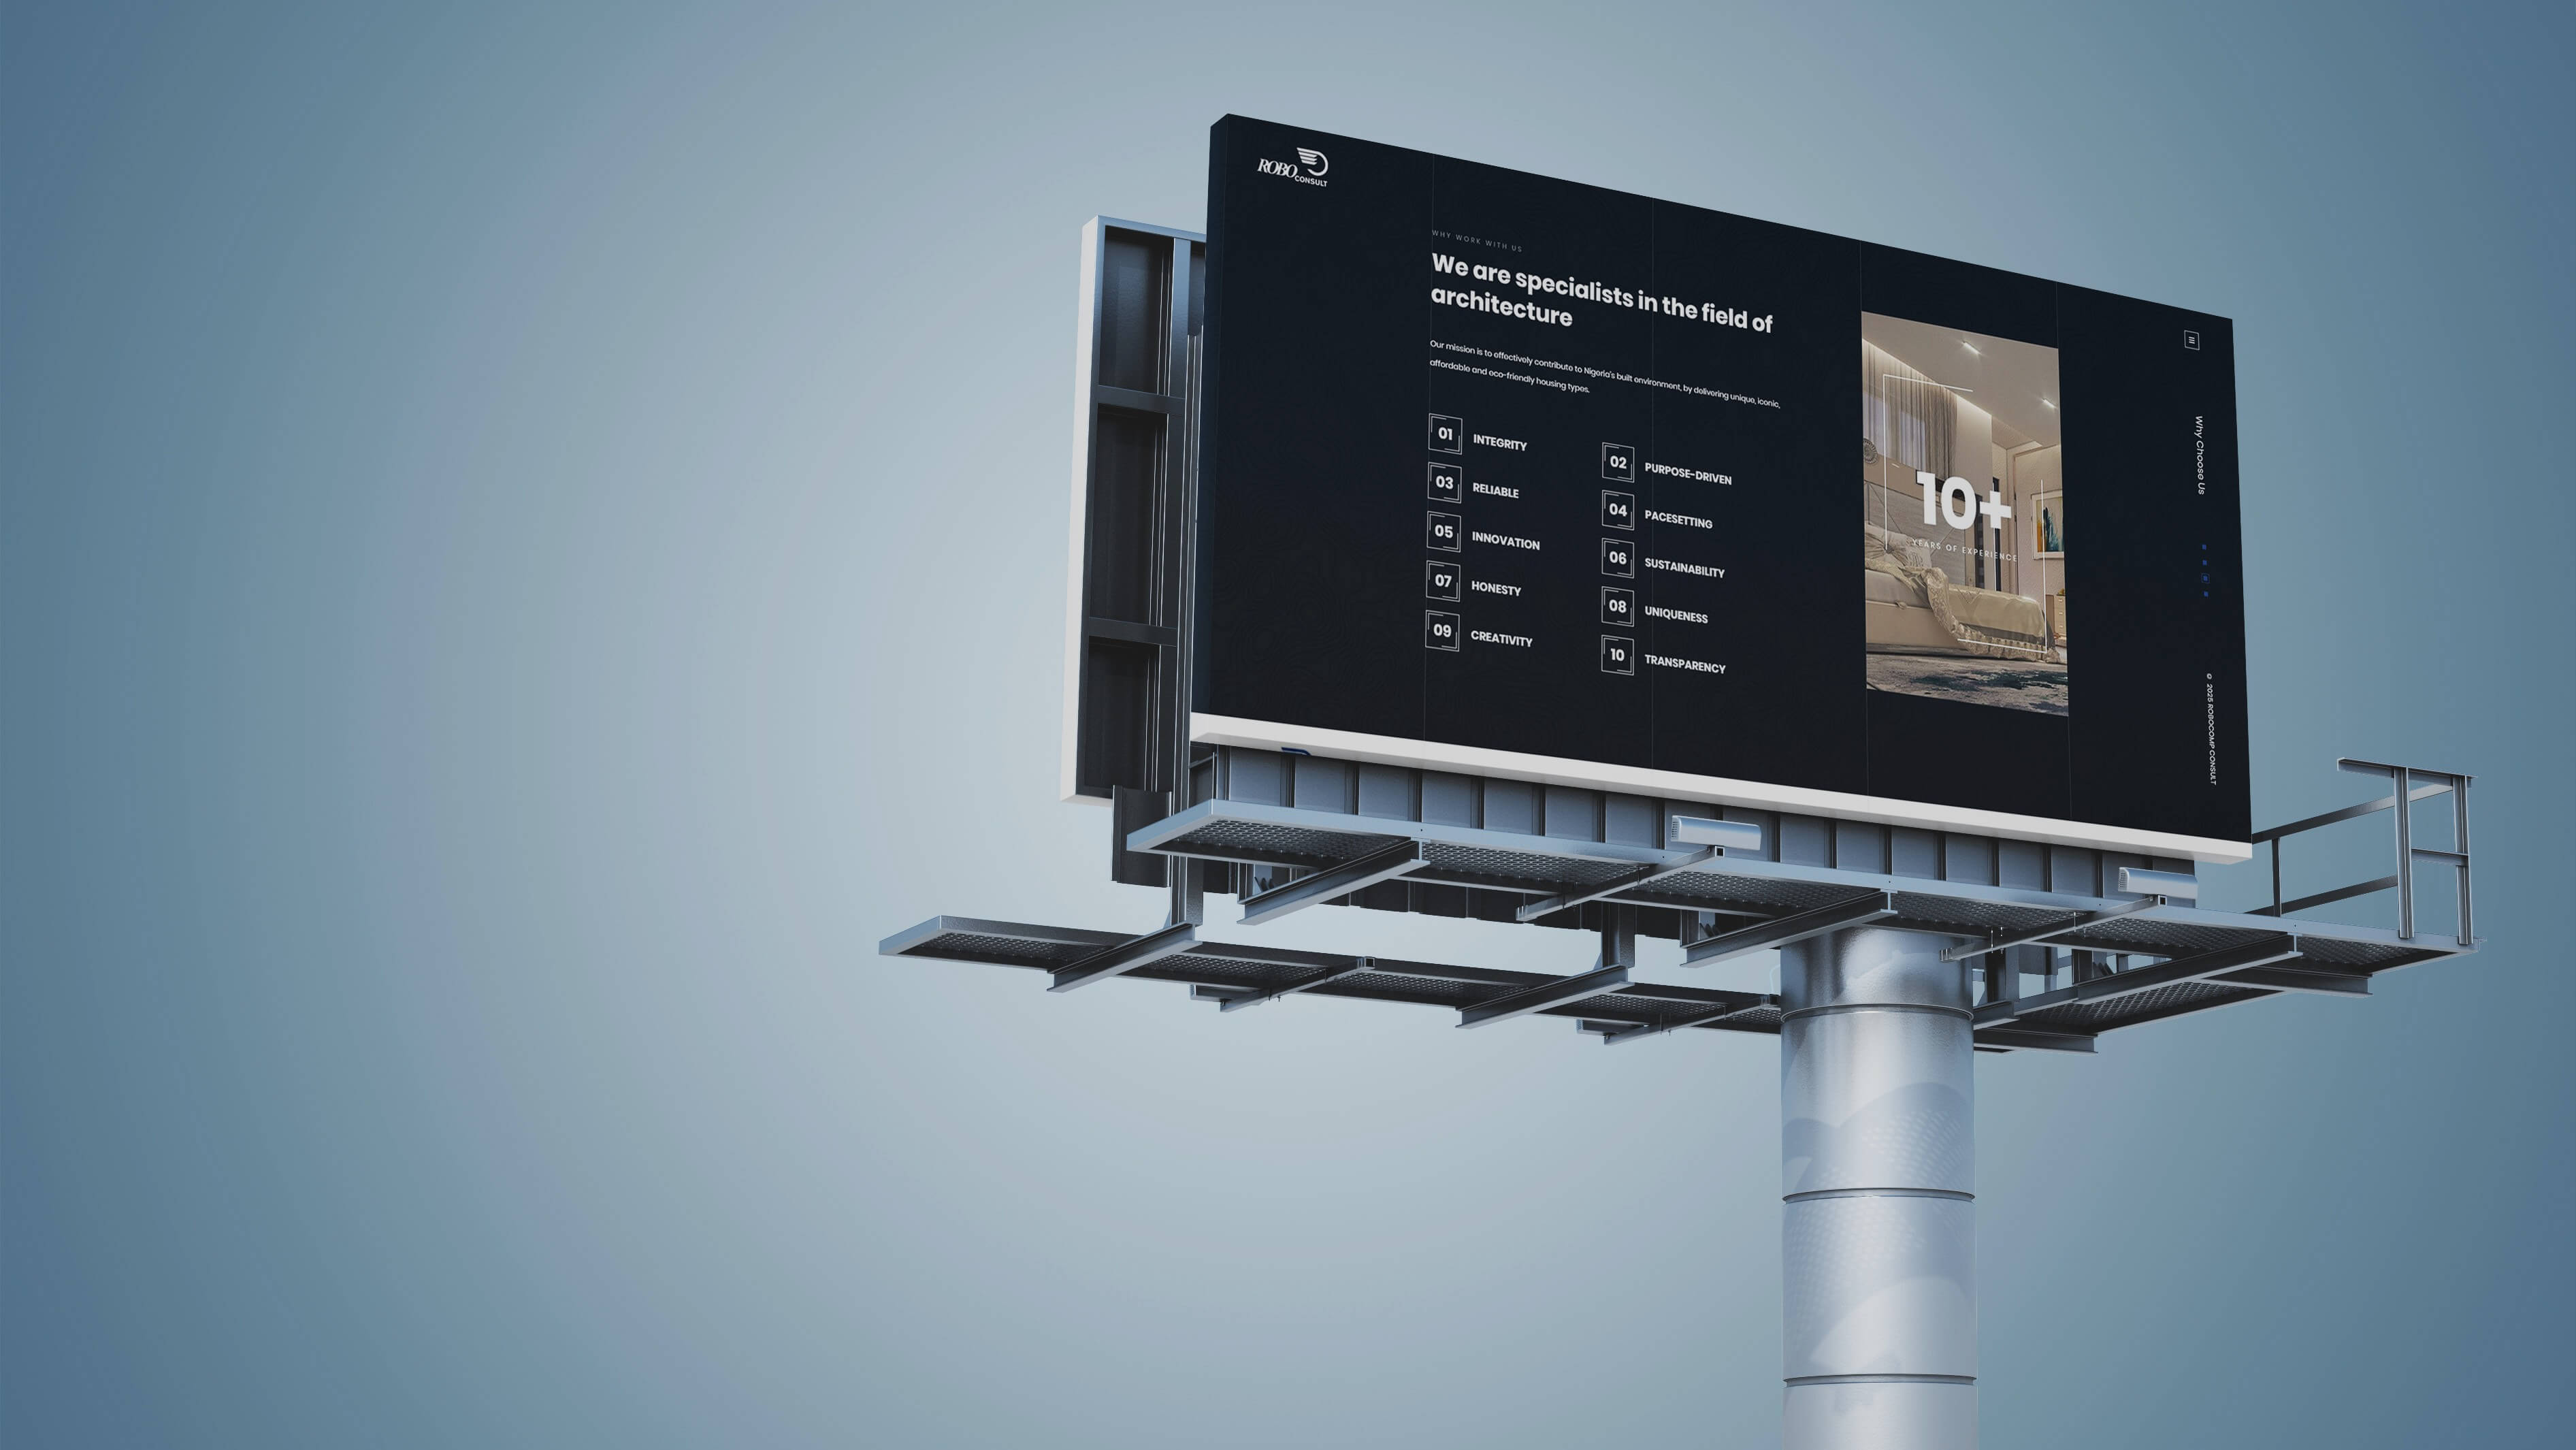 ROBO
CONSULT
WHY WORK WITH US
We are specialists in the field of
architecture
Our mission is to effectively contribute to Nigeria's built environment, by delivering unique, iconic,
affordable and eco-friendly housing types.
01 INTEGRITY
02 PURPOSE-DRIVEN
03 RELIABLE
04 PACESETTING
05 INNOVATION
06 SUSTAINABILITY
07 HONESTY
08 UNIQUENESS
09 CREATIVITY
10 TRANSPARENCY
10+
YEARS OF EXPERIENCE
Why Choose Us
© 2025 ROBOCOMP CONSULT